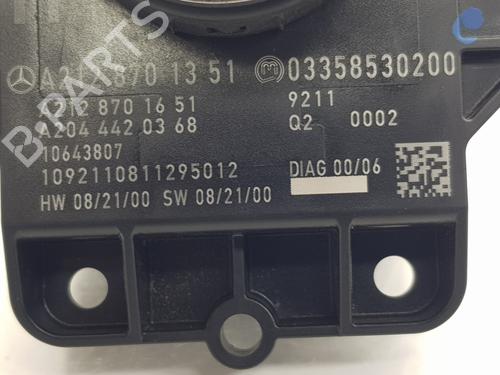 A2 870 13 51 03358530200
A212 870 16 51 9211
A204 442 03 68 Q2 0002
10643807
1092110811295012 DIAG 00/06
HW 08/21/00 SW 08/21/00
B-PARTS